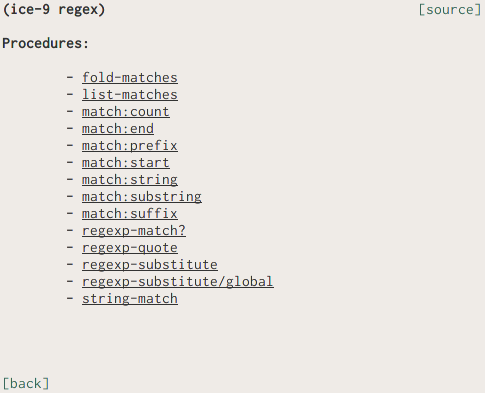 (ice-9 regex) [source]
Procedures:
- fold-matches
- list-matches
- match:count
- match:end
- match:prefix
- match:start
- match:string
- match:substring
- match:suffix
- regexp-match?
- regexp-quote
- regexp-substitute
- regexp-substitute/global
- string-match
[back]